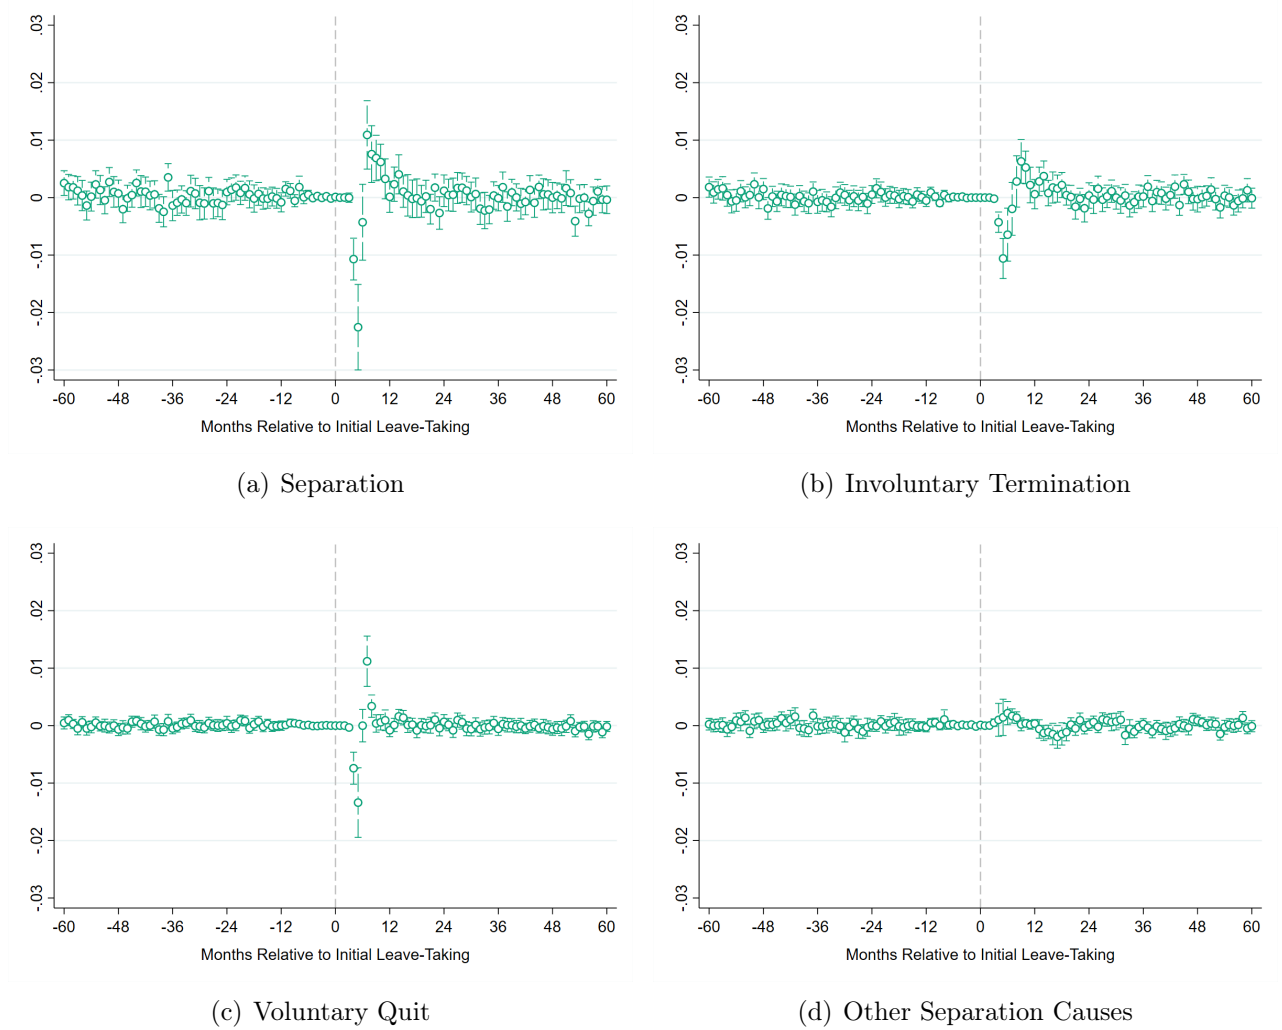 .03
.02
.01
0
-.01
-.02
-.03
-60 -48 -36 -24 -12 0 12 24 36 48 60
Months Relative to Initial Leave-Taking
(a) Separation
.03
.02
.01
0
-.01
-.02
-.03
-60 -48 -36 -24 -12 0 12 24 36 48 60
Months Relative to Initial Leave-Taking
(b) Involuntary Termination
.03
.02
.01
0
-.01
-.02
-.03
-60 -48 -36 -24 -12 0 12 24 36 48 60
Months Relative to Initial Leave-Taking
(c) Voluntary Quit
.03
.02
.01
0
-.01
-.02
-.03
-60 -48 -36 -24 -12 0 12 24 36 48 60
Months Relative to Initial Leave-Taking
(d) Other Separation Causes